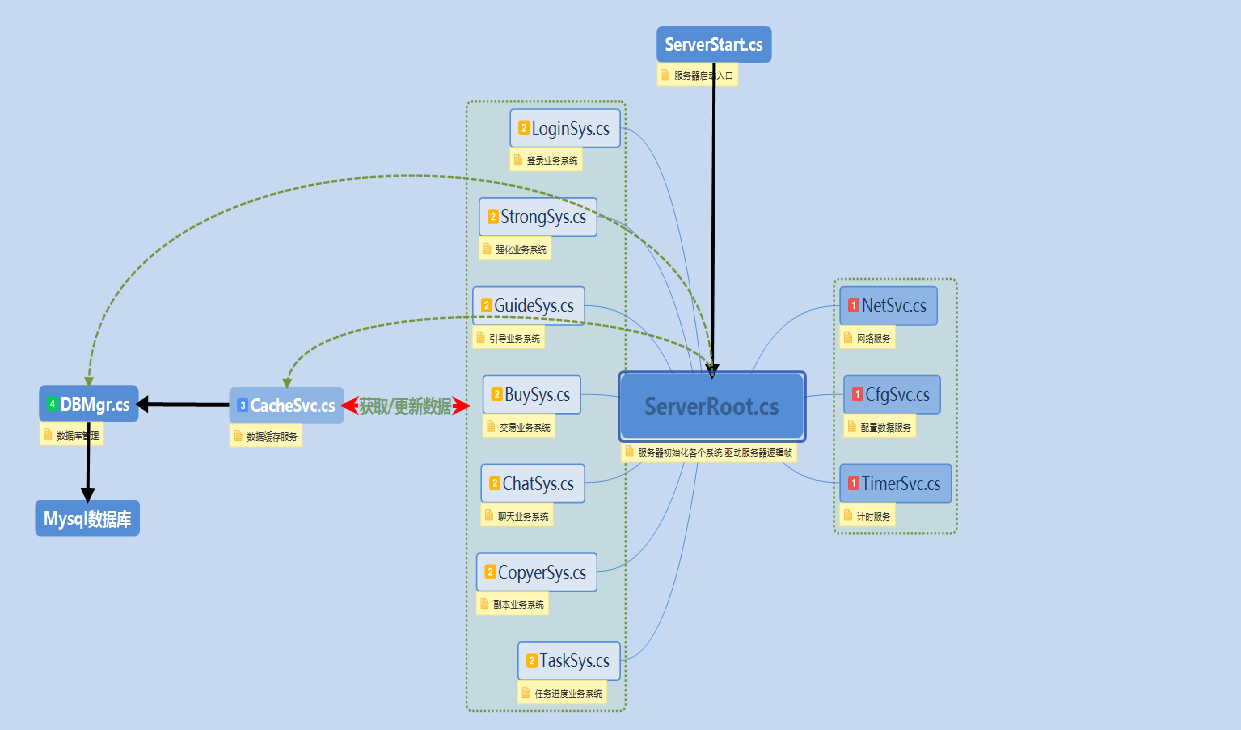 ServerStart.cs
服务器启动入口
2 LoginSys.cs
登录业务系统
2 StrongSys.cs
强化业务系统
2 GuideSys.cs
引导业务系统
2 BuySys.cs
交易业务系统
2 ChatSys.cs
聊天业务系统
2 CopyerSys.cs
副本业务系统
2 TaskSys.cs
任务进度业务系统
4 DBMgr.cs
数据库管理
Mysql数据库
3 CacheSvc.cs
数据缓存服务
获取/更新数据
ServerRoot.cs
服务器初始化各个系统 驱动服务器逻辑帧
1 NetSvc.cs
网络服务
1 CfgSvc.cs
配置数据服务
1 TimerSvc.cs
计时服务